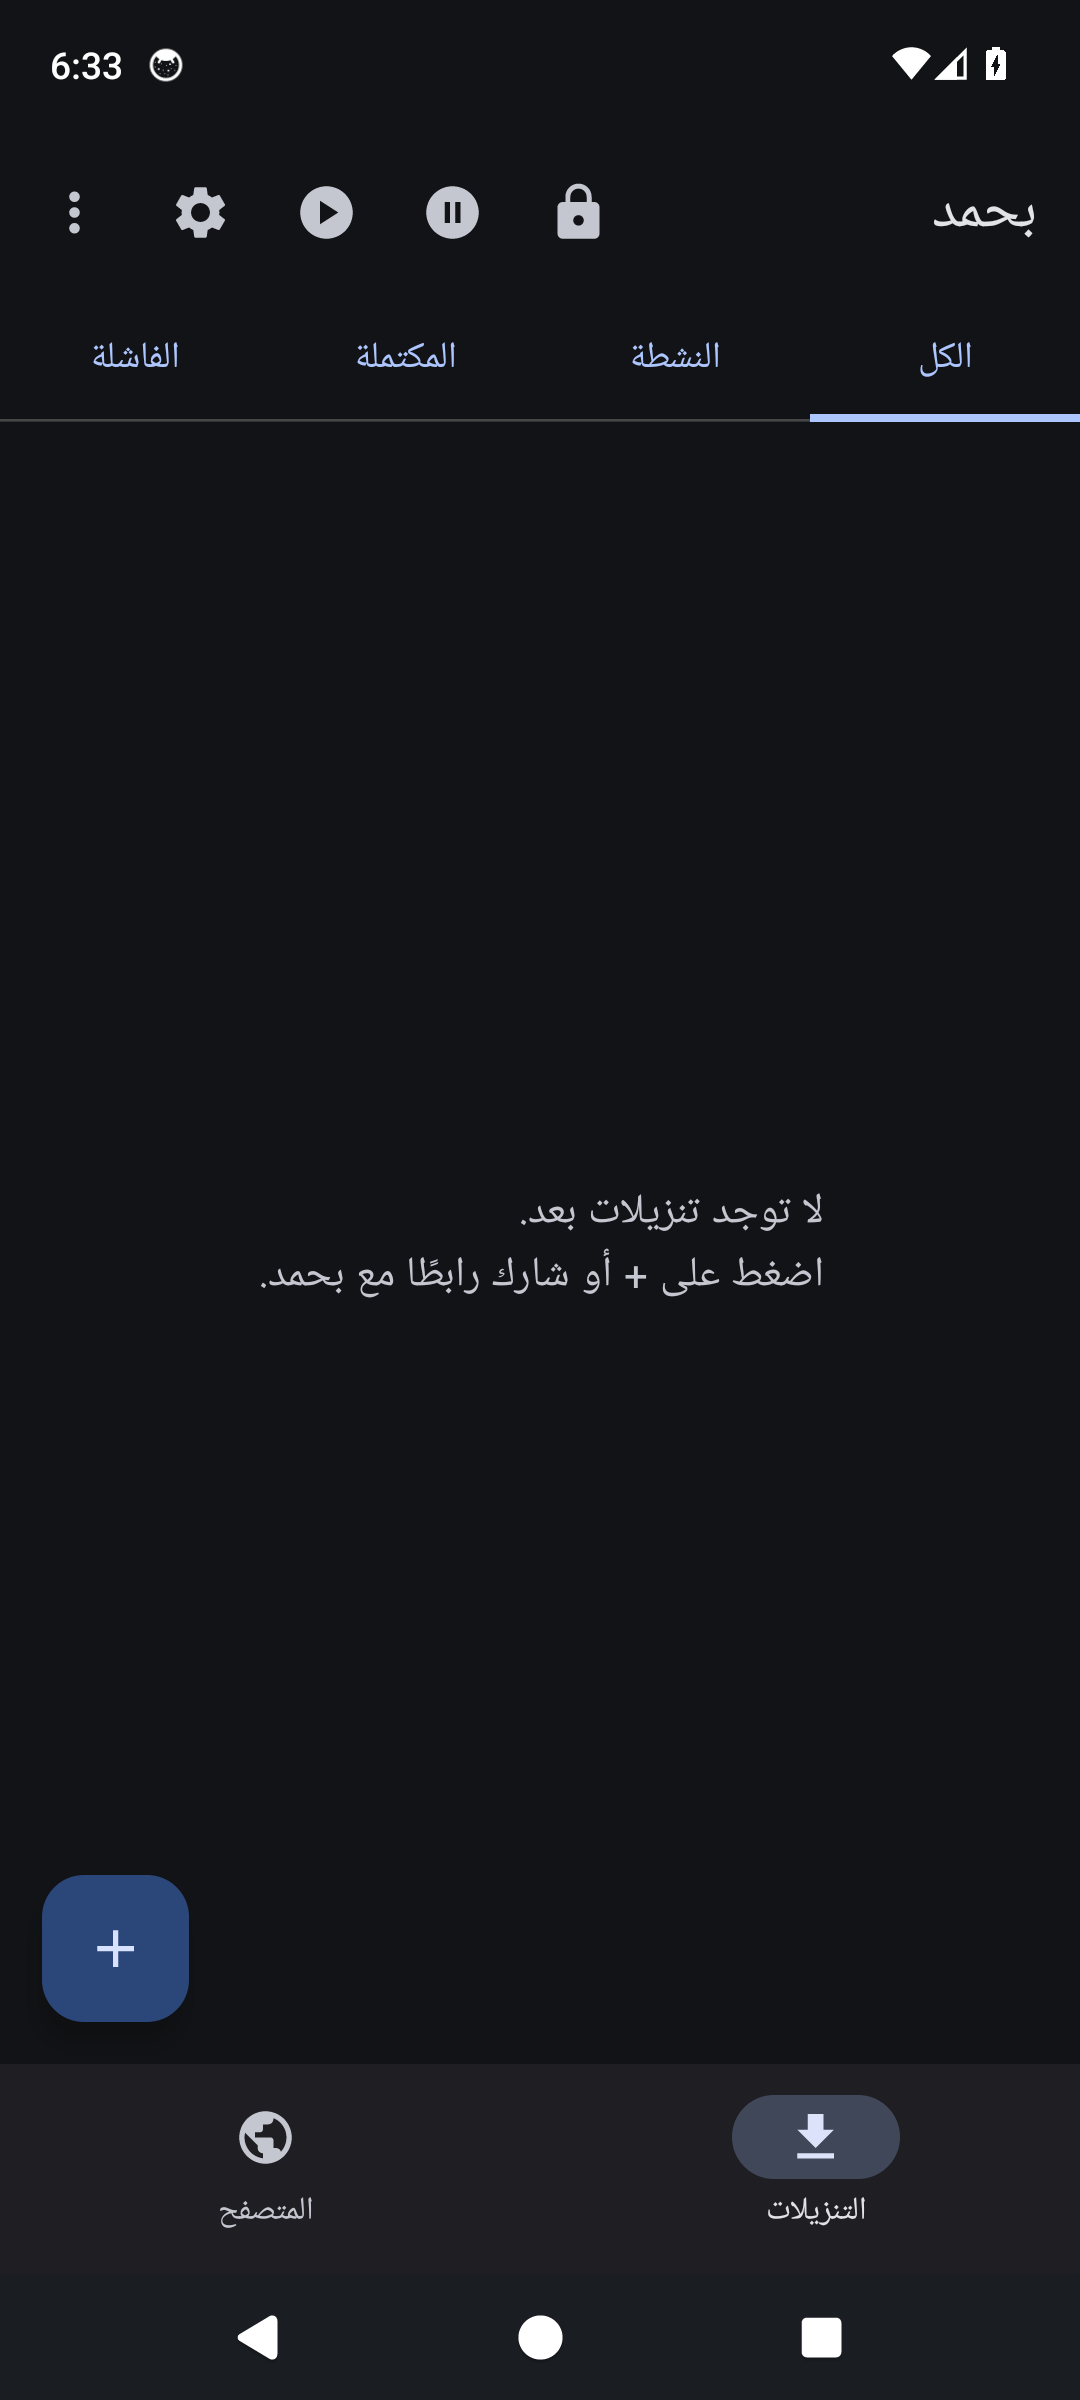 6:33
بحمد
الكل
النشطة
المكتملة
الفاشلة
لا توجد تنزيلات بعد.
اضغط على + أو شارك رابطًا مع بحمد.
التنزيلات
المتصفح